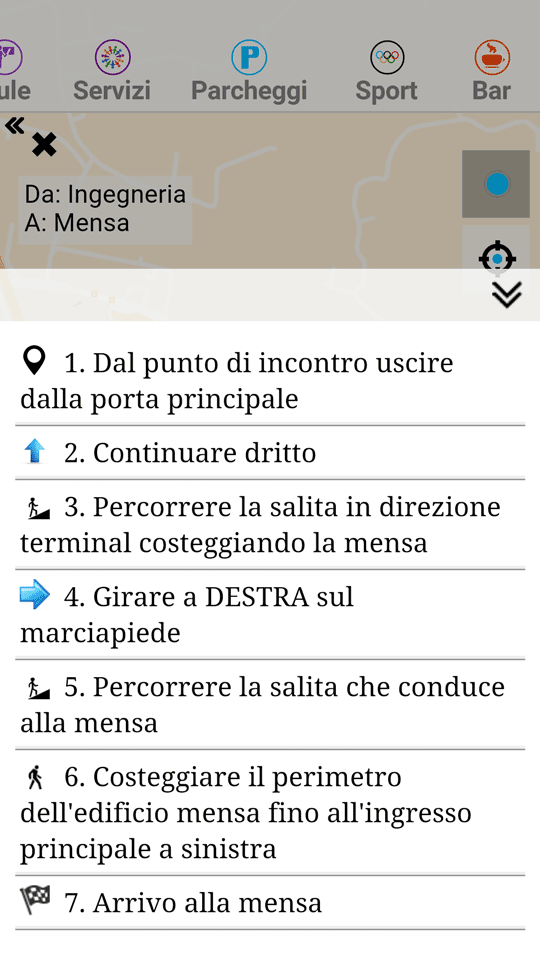 ule Servizi Parcheggi Sport Bar
Da: Ingegneria
A: Mensa
1. Dal punto di incontro uscire
dalla porta principale
2. Continuare dritto
3. Percorrere la salita in direzione
terminal costeggiando la mensa
4. Girare a DESTRA sul
marciapiede
5. Percorrere la salita che conduce
alla mensa
6. Costeggiare il perimetro
dell'edificio mensa fino all'ingresso
principale a sinistra
7. Arrivo alla mensa